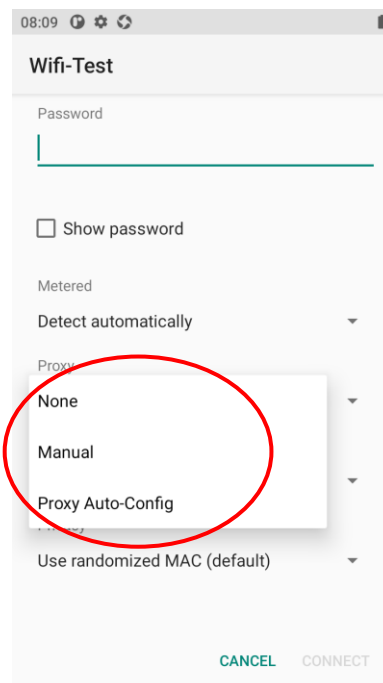 08:09
Wifi-Test
Password
Show password
Metered
Detect automatically
Proxy
None
Manual
Proxy Auto-Config
Use randomized MAC (default)
CANCEL CONNECT